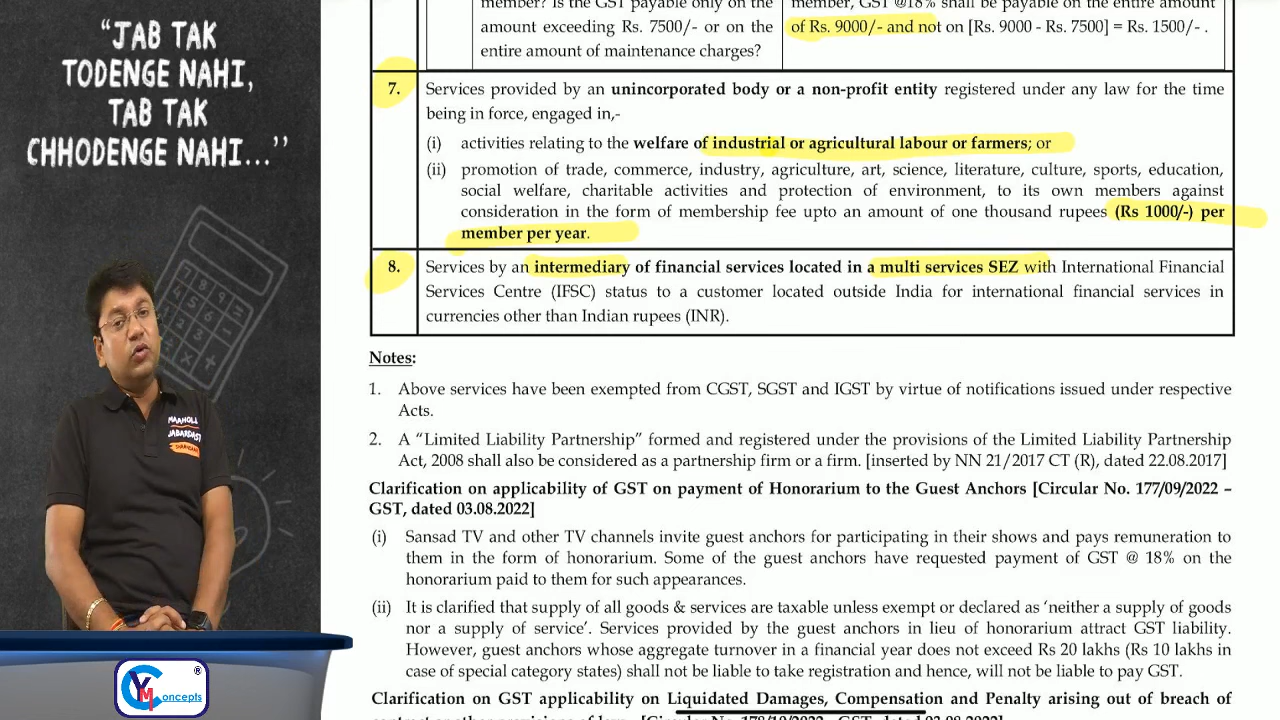 “JAB TAK
TODENGE NAHI,
TAB TAK
CHHODENGE NAHI...’’
MAAHOUL
JABARDAST
YM
Concepts
member? Is the GST payable only on the
amount exceeding Rs. 7500/- or on the
entire amount of maintenance charges?
member, GST @18% shall be payable on the entire amount
of Rs. 9000/- and not on [Rs. 9000 - Rs. 7500] = Rs. 1500/- .
7. Services provided by an unincorporated body or a non-profit entity registered under any law for the time
being in force, engaged in,-
(i) activities relating to the welfare of industrial or agricultural labour or farmers; or
(ii) promotion of trade, commerce, industry, agriculture, art, science, literature, culture, sports, education,
social welfare, charitable activities and protection of environment, to its own members against
consideration in the form of membership fee upto an amount of one thousand rupees (Rs 1000/-) per
member per year.
8. Services by an intermediary of financial services located in a multi services SEZ with International Financial
Services Centre (IFSC) status to a customer located outside India for international financial services in
currencies other than Indian rupees (INR).
Notes:
1. Above services have been exempted from CGST, SGST and IGST by virtue of notifications issued under respective
Acts.
2. A “Limited Liability Partnership” formed and registered under the provisions of the Limited Liability Partnership
Act, 2008 shall also be considered as a partnership firm or a firm. [inserted by NN 21/2017 CT (R), dated 22.08.2017]
Clarification on applicability of GST on payment of Honorarium to the Guest Anchors [Circular No. 177/09/2022 –
GST, dated 03.08.2022]
(i) Sansad TV and other TV channels invite guest anchors for participating in their shows and pays remuneration to
them in the form of honorarium. Some of the guest anchors have requested payment of GST @ 18% on the
honorarium paid to them for such appearances.
(ii) It is clarified that supply of all goods & services are taxable unless exempt or declared as ‘neither a supply of goods
nor a supply of service’. Services provided by the guest anchors in lieu of honorarium attract GST liability.
However, guest anchors whose aggregate turnover in a financial year does not exceed Rs 20 lakhs (Rs 10 lakhs in
case of special category states) shall not be liable to take registration and hence, will not be liable to pay GST.
Clarification on GST applicability on Liquidated Damages, Compensation and Penalty arising out of breach of
contract or other provisions of law - [Circular No. 178/10/2022 – GST, dated 03.08.2022]